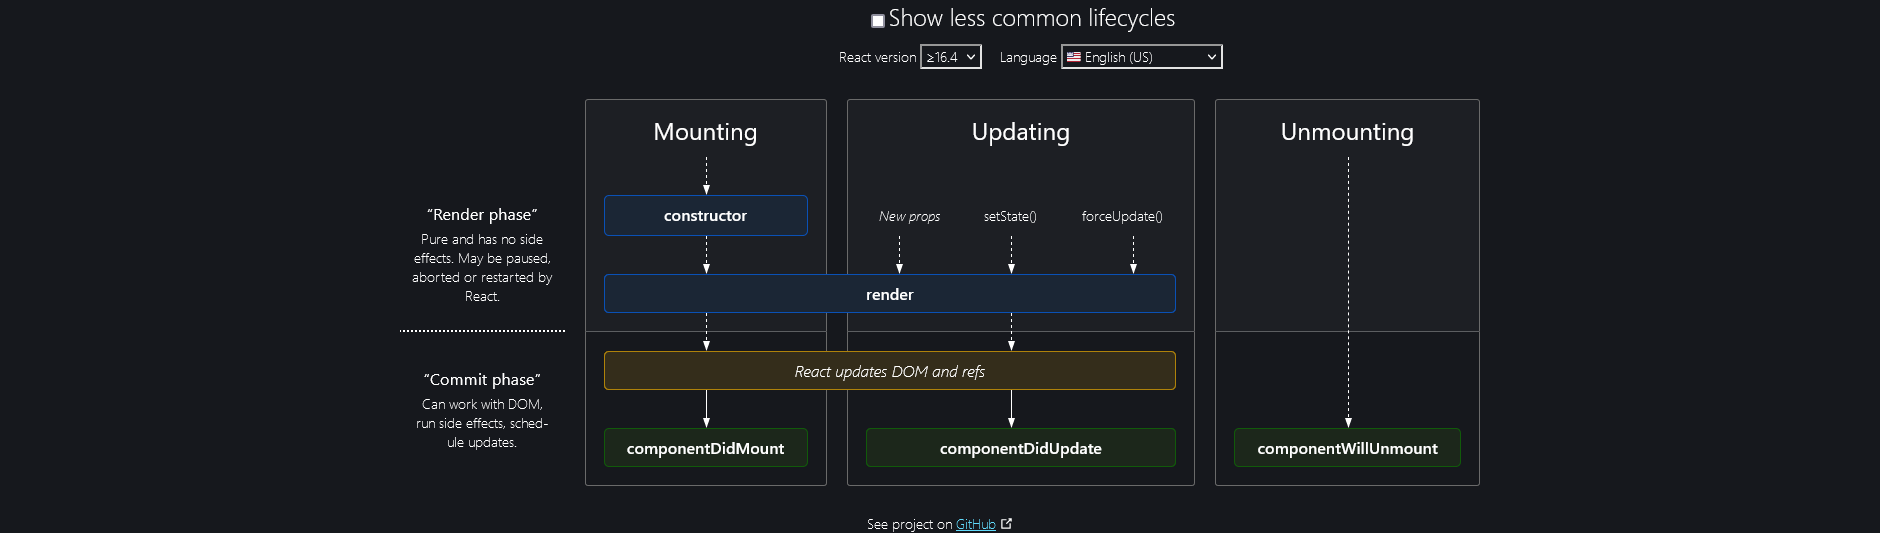 Show less common lifecycles
React version ≥16.4 Language English (US)
Mounting
Updating
Unmounting
“Render phase”
Pure and has no side
effects. May be paused,
aborted or restarted by
React.
constructor
New props
setState()
forceUpdate()
render
“Commit phase”
Can work with DOM,
run side effects, sched-
ule updates.
React updates DOM and refs
componentDidMount
componentDidUpdate
componentWillUnmount
See project on GitHub